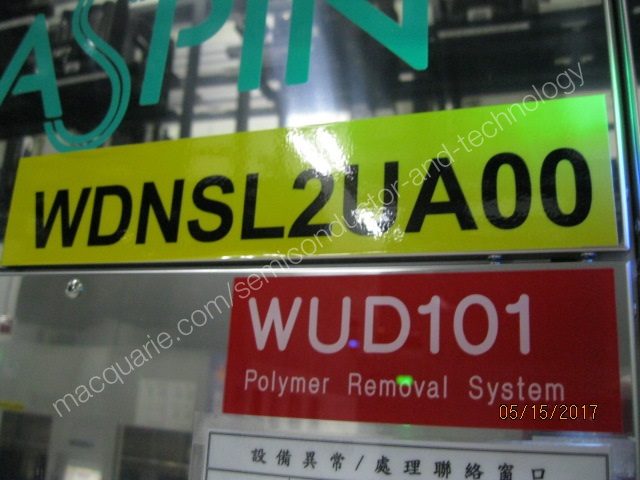 ASPIN
WDNSL2UA00
macquarie.com/semiconductor-and-technology
WUD101
Polymer Removal System
05/15/2017
設備異常/處理聯絡窗口